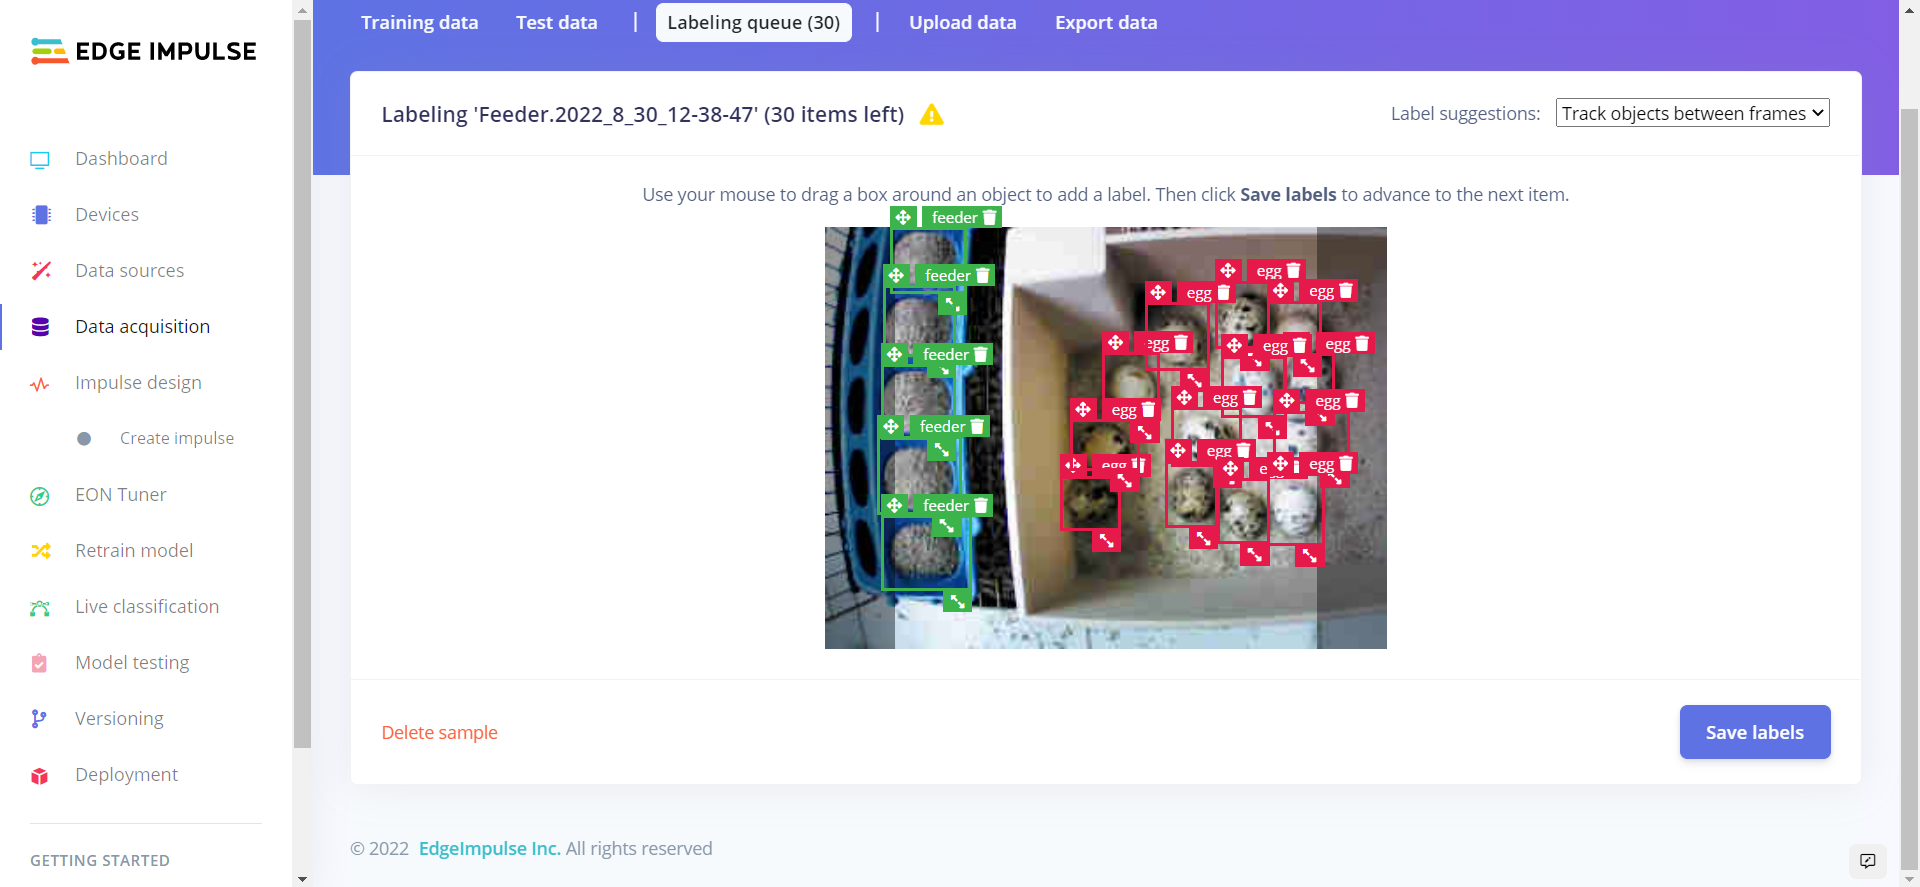 EDGE IMPULSE
Dashboard
Devices
Data sources
Data acquisition
Impulse design
Create impulse
EON Tuner
Retrain model
Live classification
Model testing
Versioning
Deployment
GETTING STARTED
Training data Test data | Labeling queue (30) | Upload data Export data
Labeling 'Feeder.2022_8_30_12-38-47' (30 items left)
Label suggestions: Track objects between frames
Use your mouse to drag a box around an object to add a label. Then click Save labels to advance to the next item.
feeder
feeder
feeder
feeder
feeder
egg
egg
egg
egg
egg
egg
egg
egg
egg
egg
egg
e
egg
Delete sample
Save labels
© 2022 EdgeImpulse Inc. All rights reserved